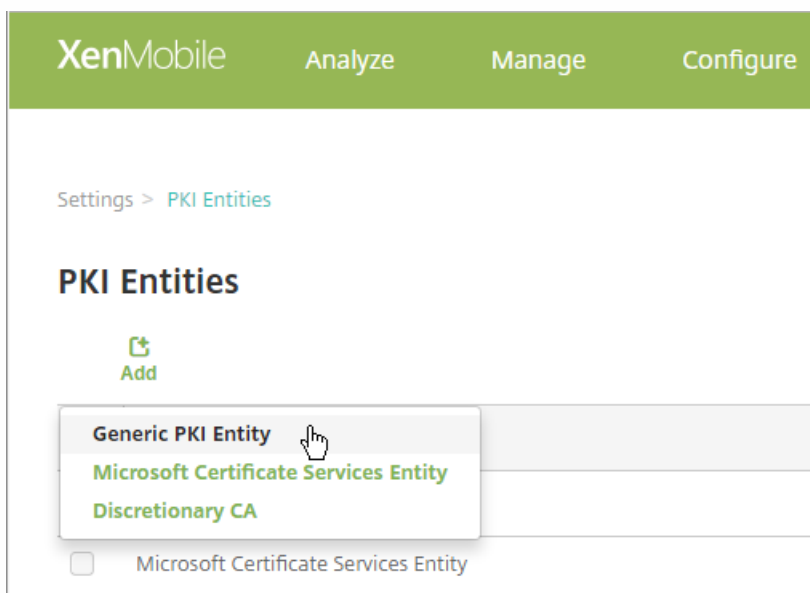 XenMobile Analyze Manage Configure
Settings > PKI Entities
PKI Entities
Add
Generic PKI Entity
Microsoft Certificate Services Entity
Discretionary CA
Microsoft Certificate Services Entity